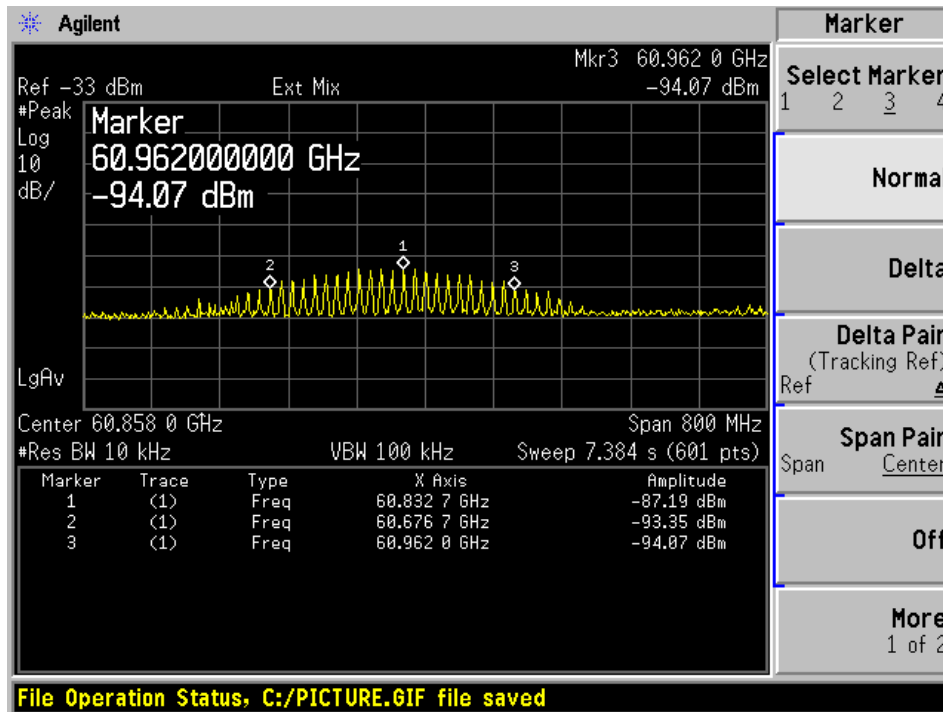 Agilent
Marker
Mkr3 60.962 0 GHz
Ref -33 dBm Ext Mix -94.07 dBm
#Peak
Log
10
dB/
Marker
60.962000000 GHz
-94.07 dBm
2
1
3
LgAv
Center 60.858 0 GHz Span 800 MHz
#Res BW 10 kHz VBW 100 kHz Sweep 7.384 s (601 pts)
Marker Trace Type X Axis Amplitude
1 (1) Freq 60.832 7 GHz -87.19 dBm
2 (1) Freq 60.676 7 GHz -93.35 dBm
3 (1) Freq 60.962 0 GHz -94.07 dBm
Select Marker
1 2 3 4
Norma
Delta
Delta Pair
(Tracking Ref)
Ref Δ
Span Pair
Span Center
Off
More
1 of 2
File Operation Status, C:/PICTURE.GIF file saved